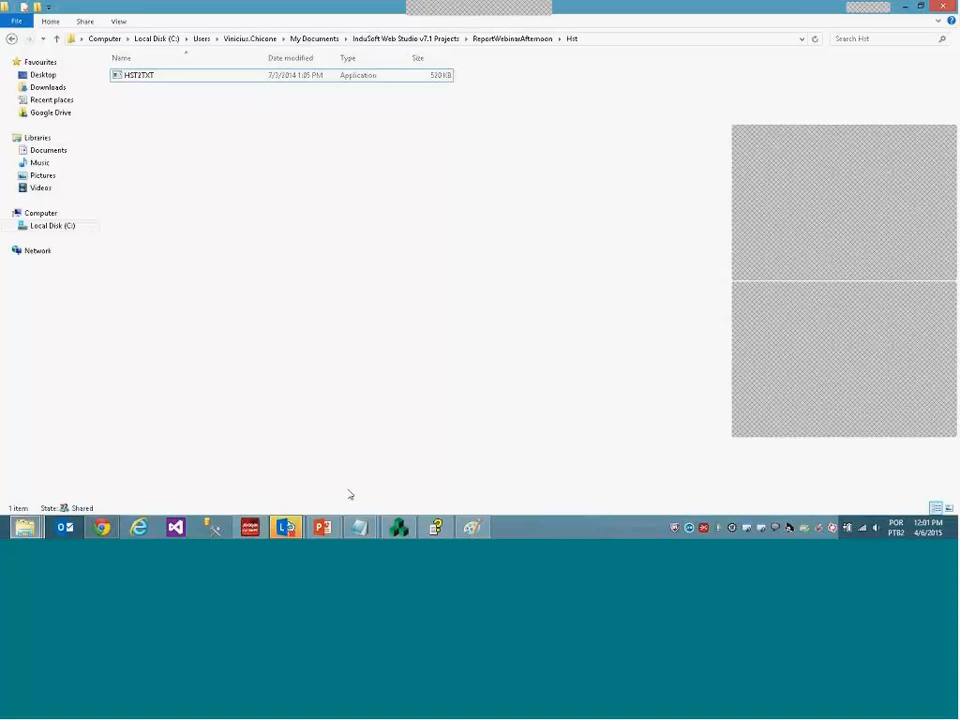 File Home Share View
Computer Local Disk (C:) Users Vinicius.Chicone My Documents InduSoft Web Studio v7.1 Projects ReportWebinarAfternoon Hst Search Hst
Name Date modified Type Size
HST2TXT 7/3/2014 1:05 PM Application 520 KB
Favourites
Desktop
Downloads
Recent places
Google Drive
Libraries
Documents
Music
Pictures
Videos
Computer
Local Disk (C:)
Network
1 item State: Shared
POR 12:01 PM
PTB2 4/6/2015